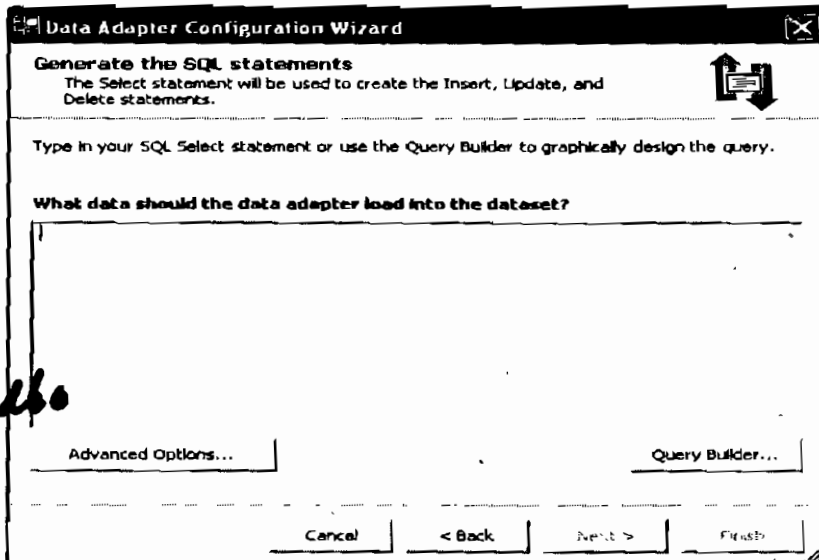 Data Adapter Configuration Wizard
Generate the SQL statements
The Select statement will be used to create the Insert, Update, and
Delete statements.
Type in your SQL Select statement or use the Query Builder to graphically design the query.
What data should the data adapter load into the dataset?
Advanced Options...
Query Builder...
Cancel
< Back
Next >
Finish